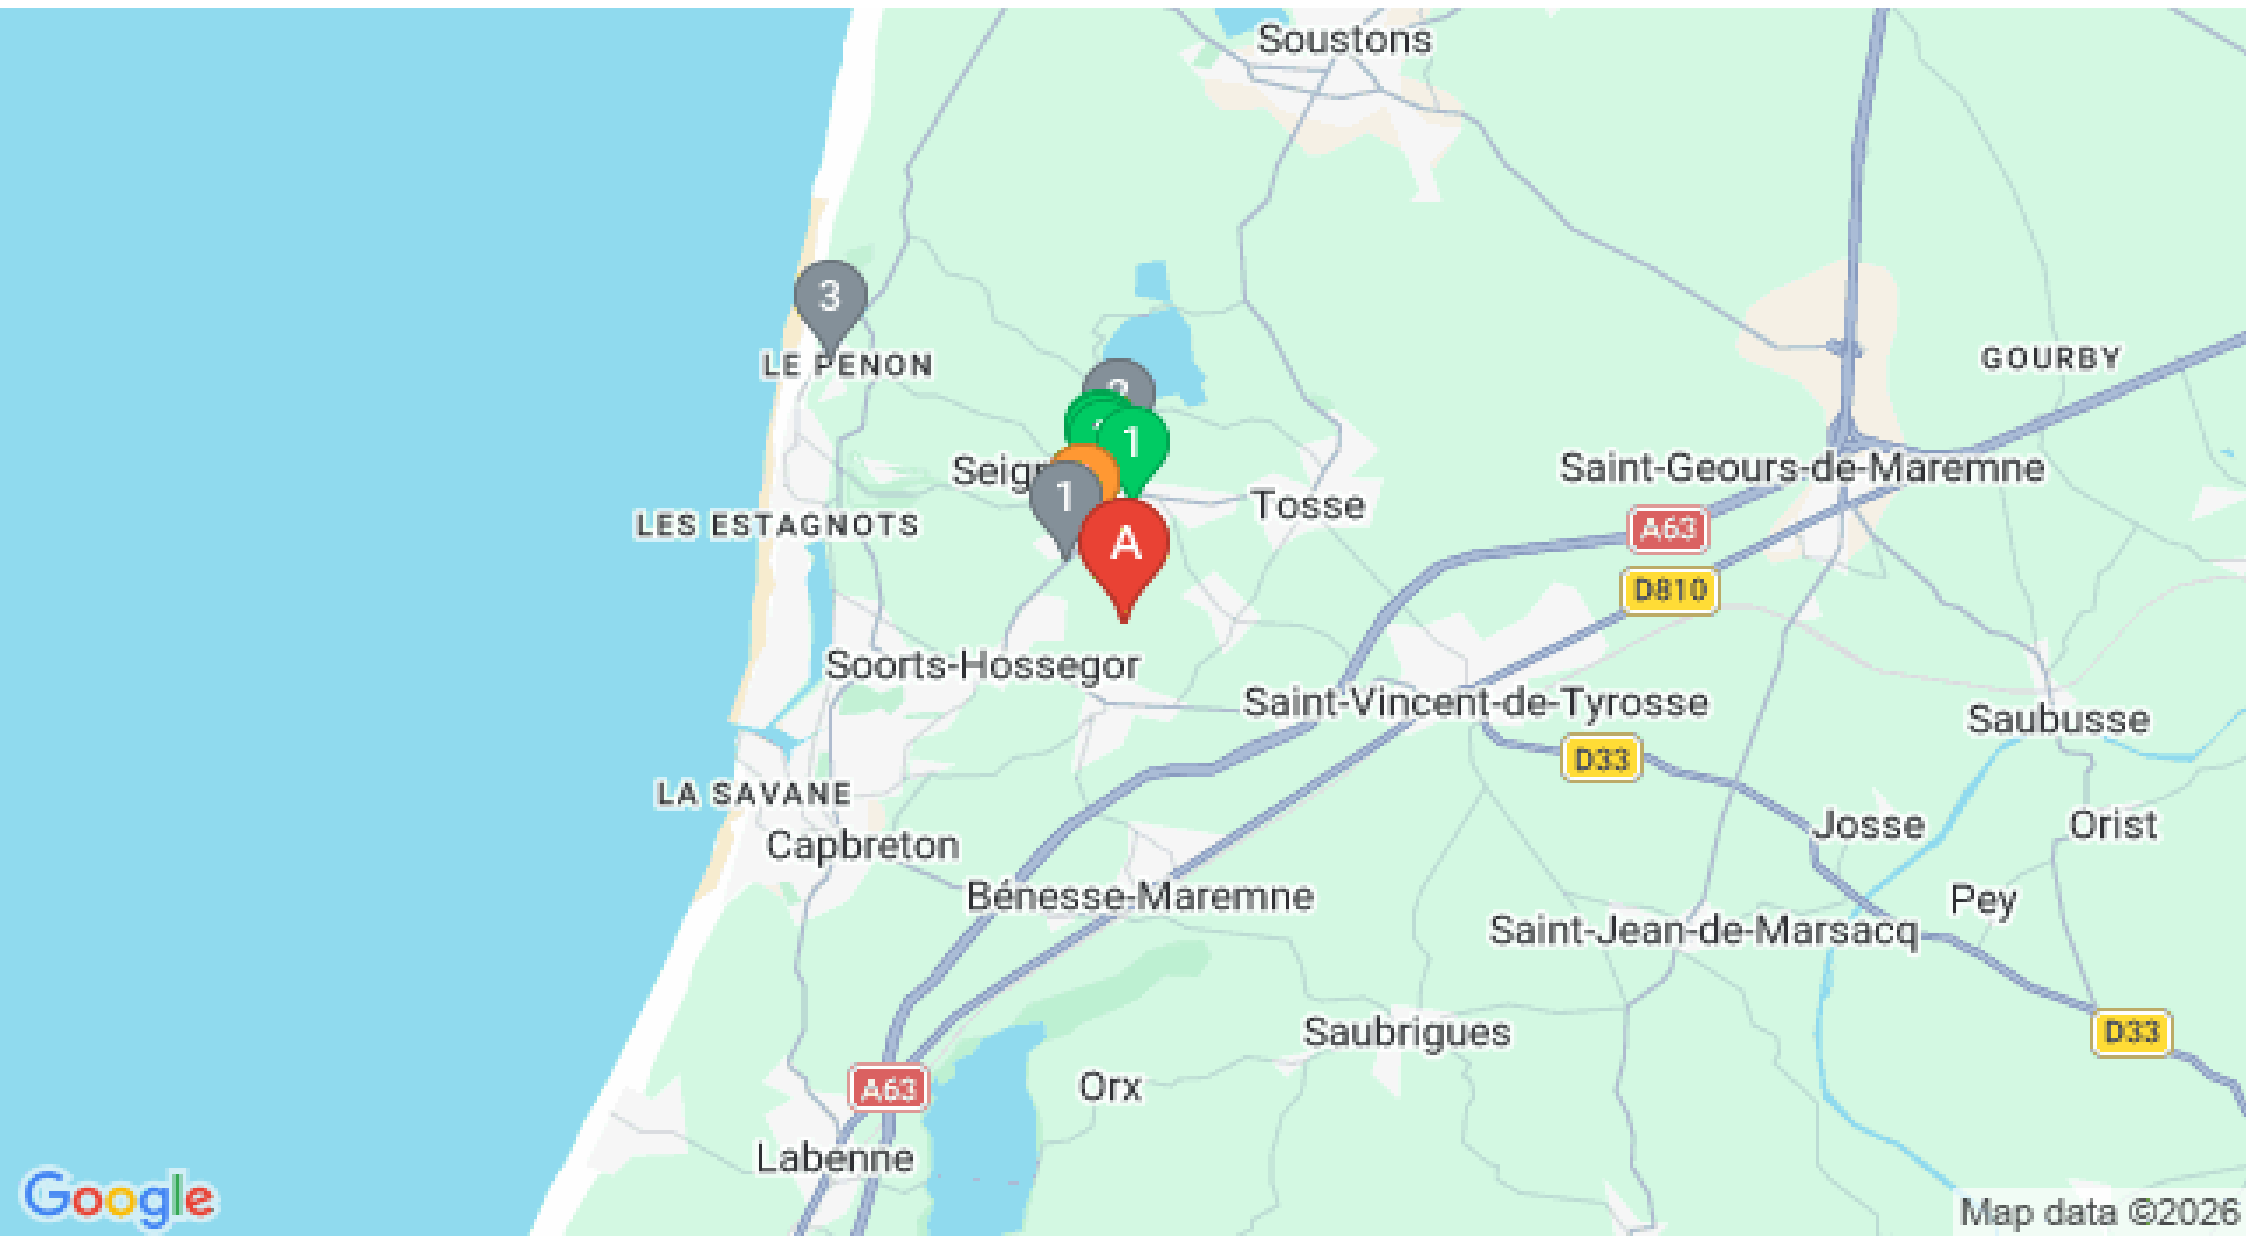 Soustons
3
LE PENON
GOURBY
1
Seig
Saint-Geours-de-Maremne
1
Tosse
LES ESTAGNOTS
A63
A
D810
Soorts-Hossegor
Saint-Vincent-de-Tyrosse
Saubusse
D33
LA SAVANE
Josse
Orist
Capbreton
Bénesse-Maremne
Pey
Saint-Jean-de-Marsacq
Saubrigues
D33
A63
Orx
Labenne
Google
Map data ©2026